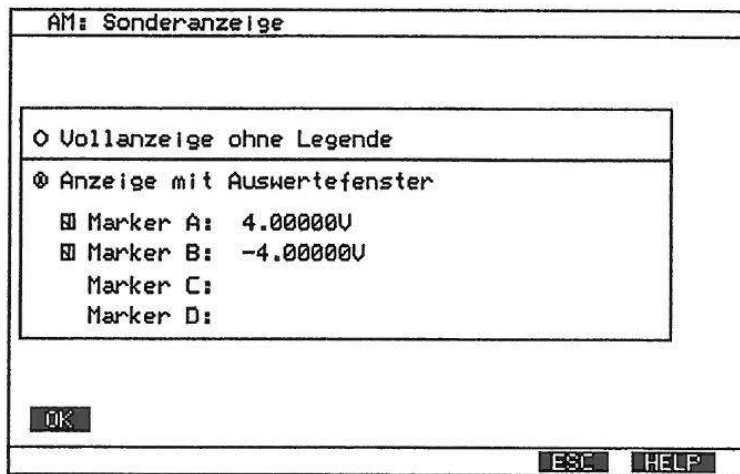 AM: Sonderanzeige
Vollanzeige ohne Legende
Anzeige mit Auswertefenster
Marker A: 4.00000V
Marker B: -4.00000V
Marker C:
Marker D:
OK
ESC HELP